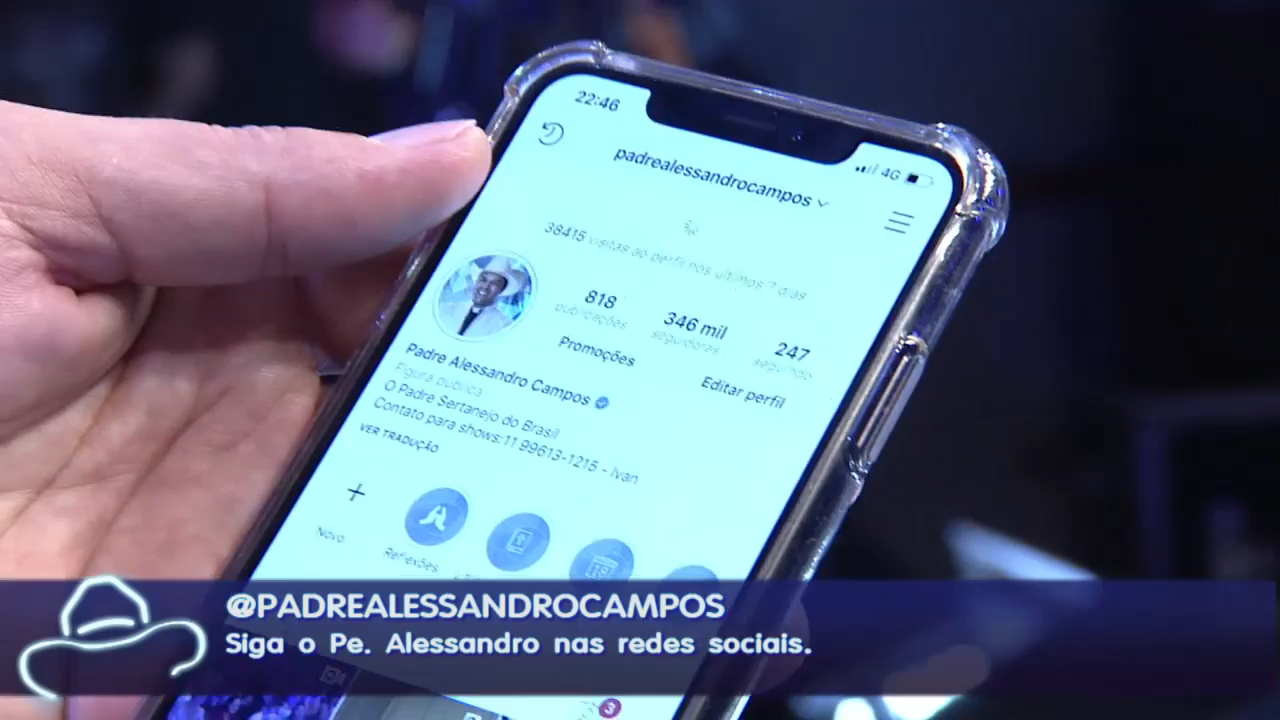 22:46
4G
padrealessandrocampos
38415 visitas ao perfil nos últimos 7 dias
818 346 mil 247
publicações seguidores seguindo
Promoções Editar perfil
Padre Alessandro Campos
Figura pública
O Padre Sertanejo do Brasil
Contato para shows:11 99613-1215 - Ivan
VER TRADUÇÃO
Novo Reflexões
@PADREALESSANDROCAMPOS
Siga o Pe. Alessandro nas redes sociais.
3